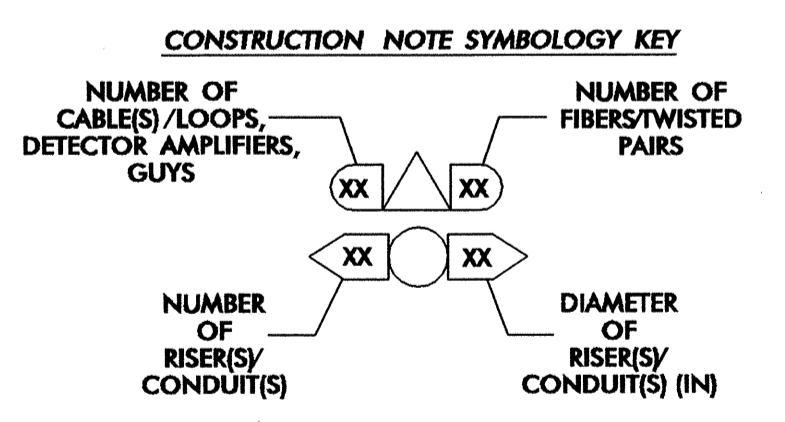 CONSTRUCTION NOTE SYMBOLOGY KEY
NUMBER OF
CABLE(S)/LOOPS,
DETECTOR AMPLIFIERS,
GUYS
NUMBER OF
FIBERS/TWISTED
PAIRS
XX XX
XX XX
NUMBER
OF
RISER(S)/
CONDUIT(S)
DIAMETER
OF
RISER(S)/
CONDUIT(S) (IN)